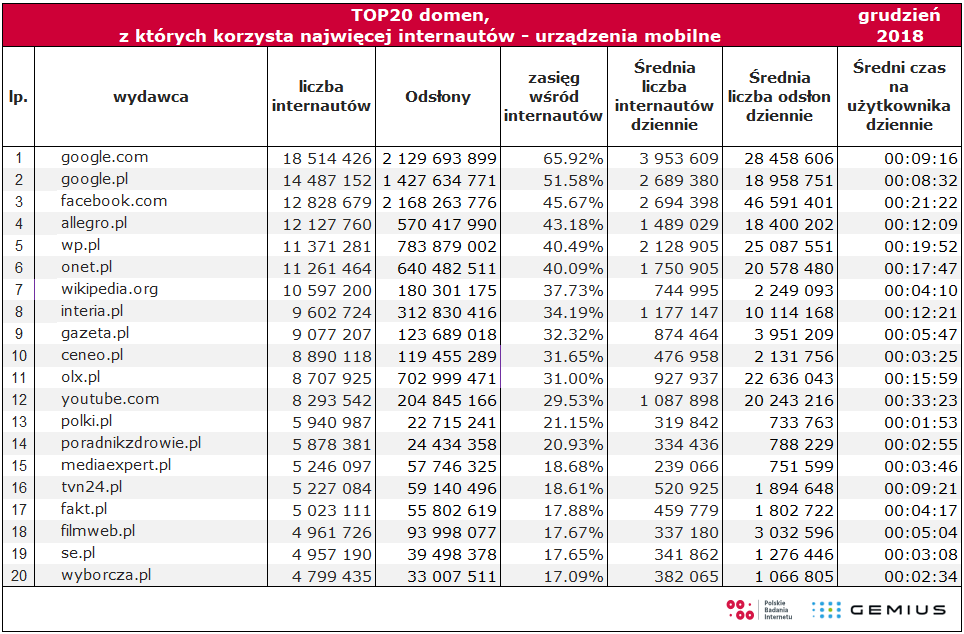 TOP20 domen,
z których korzysta najwięcej internautów - urządzenia mobilne
grudzień
2018
lp.
wydawca
liczba
internautów
Odsłony
zasięg
wśród
internautów
Średnia
liczba
internautów
dziennie
Średnia
liczba odsłon
dziennie
Średni czas
na
użytkownika
dziennie
1 google.com 18 514 426 2 129 693 899 65.92% 3 953 609 28 458 606 00:09:16
2 google.pl 14 487 152 1 427 634 771 51.58% 2 689 380 18 958 751 00:08:32
3 facebook.com 12 828 679 2 168 263 776 45.67% 2 694 398 46 591 401 00:21:22
4 allegro.pl 12 127 760 570 417 990 43.18% 1 489 029 18 400 202 00:12:09
5 wp.pl 11 371 281 783 879 002 40.49% 2 128 905 25 087 551 00:19:52
6 onet.pl 11 261 464 640 482 511 40.09% 1 750 905 20 578 480 00:17:47
7 wikipedia.org 10 597 200 180 301 175 37.73% 744 995 2 249 093 00:04:10
8 interia.pl 9 602 724 312 830 416 34.19% 1 177 147 10 114 168 00:12:21
9 gazeta.pl 9 077 207 123 689 018 32.32% 874 464 3 951 209 00:05:47
10 ceneo.pl 8 890 118 119 455 289 31.65% 476 958 2 131 756 00:03:25
11 olx.pl 8 707 925 702 999 471 31.00% 927 937 22 636 043 00:15:59
12 youtube.com 8 293 542 204 845 166 29.53% 1 087 898 20 243 216 00:33:23
13 polki.pl 5 940 987 22 715 241 21.15% 319 842 733 763 00:01:53
14 poradnikzdrowie.pl 5 878 381 24 434 358 20.93% 334 436 788 229 00:02:55
15 mediaexpert.pl 5 246 097 57 746 325 18.68% 239 066 751 599 00:03:46
16 tvn24.pl 5 227 084 59 140 496 18.61% 520 925 1 894 648 00:09:21
17 fakt.pl 5 023 111 55 802 619 17.88% 459 779 1 802 722 00:04:17
18 filmweb.pl 4 961 726 93 998 077 17.67% 337 180 3 032 596 00:05:04
19 se.pl 4 957 190 39 498 378 17.65% 341 862 1 276 446 00:03:08
20 wyborcza.pl 4 799 435 33 007 511 17.09% 382 065 1 066 805 00:02:34
Polskie
Badania
Internetu
GEMIUS